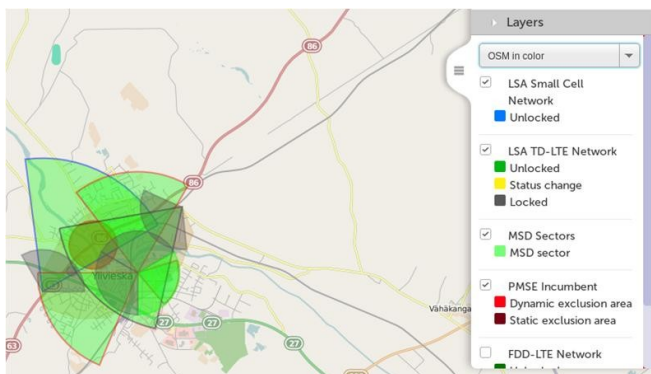 Layers
OSM in color
LSA Small Cell
Network
Unlocked
LSA TD-LTE Network
Unlocked
Status change
Locked
MSD Sectors
MSD sector
PMSE Incumbent
Dynamic exclusion area
Static exclusion area
FDD-LTE Network
86
86
Ylivieska
Vähäkanga
27
27
27
63